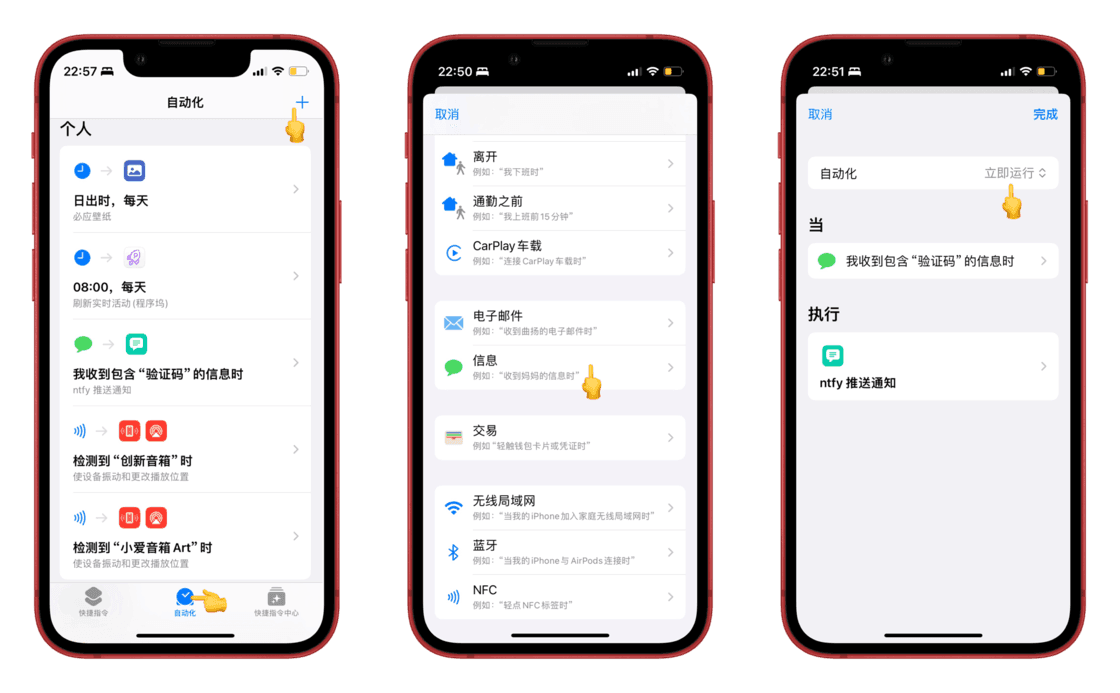 22:57
自动化
个人
日出时，每天
必应壁纸
08:00，每天
刷新实时活动 (程序坞)
我收到包含“验证码”的信息时
ntfy 推送通知
检测到“创新音箱”时
使设备振动和更改播放位置
检测到“小爱音箱 Art”时
使设备振动和更改播放位置
快捷指令
自动化
快捷指令中心
22:50
取消
离开
例如：“我下班时”
通勤之前
例如：“我上班前 15 分钟”
CarPlay 车载
例如：“连接 CarPlay 车载时”
电子邮件
例如：“收到曲扬的电子邮件时”
信息
例如：“收到妈妈的信息时”
交易
例如“轻触钱包卡片或凭证时”
无线局域网
例如：“当我的 iPhone 加入家庭无线局域网时”
蓝牙
例如：“当我的 iPhone 与 AirPods 连接时”
NFC
例如：“轻点 NFC 标签时”
22:51
取消
完成
自动化
立即运行
当
我收到包含“验证码”的信息时
执行
ntfy 推送通知